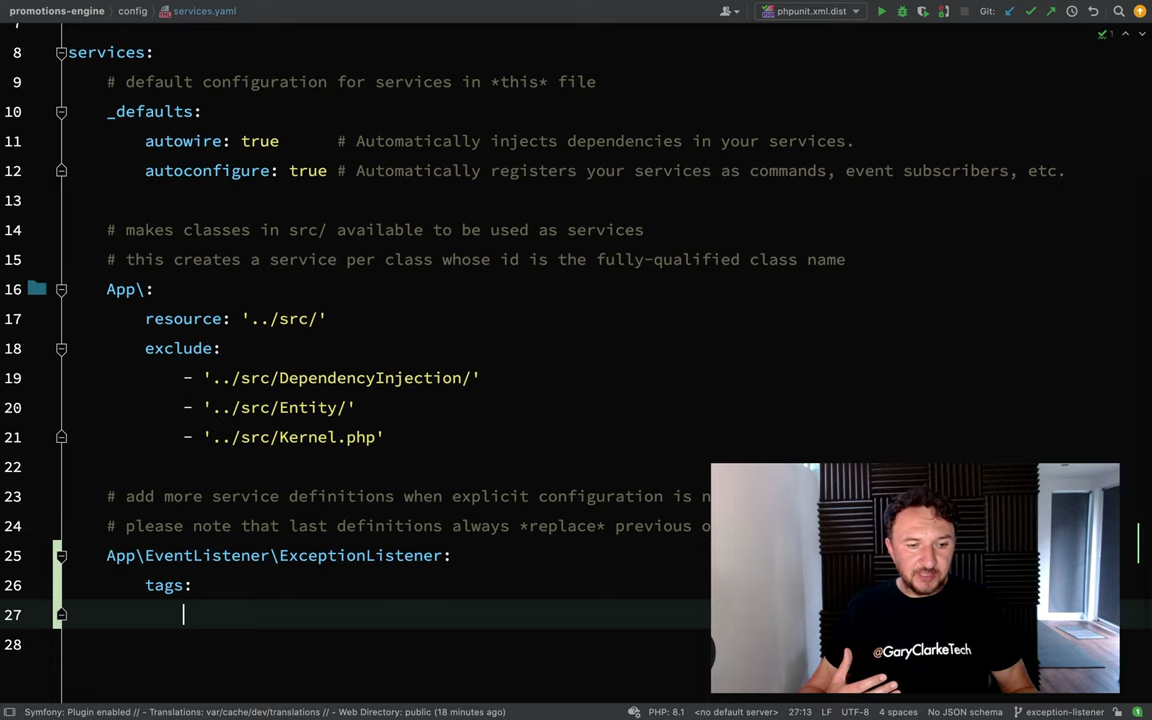 promotions-engine config services.yaml phpunit.xml.dist Git:
7
8 services:
9 # default configuration for services in *this* file
10 _defaults:
11 autowire: true # Automatically injects dependencies in your services.
12 autoconfigure: true # Automatically registers your services as commands, event subscribers, etc.
13
14 # makes classes in src/ available to be used as services
15 # this creates a service per class whose id is the fully-qualified class name
16 App\:
17 resource: '../src/'
18 exclude:
19 - '../src/DependencyInjection/'
20 - '../src/Entity/'
21 - '../src/Kernel.php'
22
23 # add more service definitions when explicit configuration is n
24 # please note that last definitions always *replace* previous o
25 App\EventListener\ExceptionListener:
26 tags:
27
28
1
@GaryClarkeTech
Symfony: Plugin enabled // - Translations: var/cache/dev/translations // - Web Directory: public (18 minutes ago) PHP: 8.1 <no default server> 27:13 LF UTF-8 4 spaces No JSON schema exception-listener 1